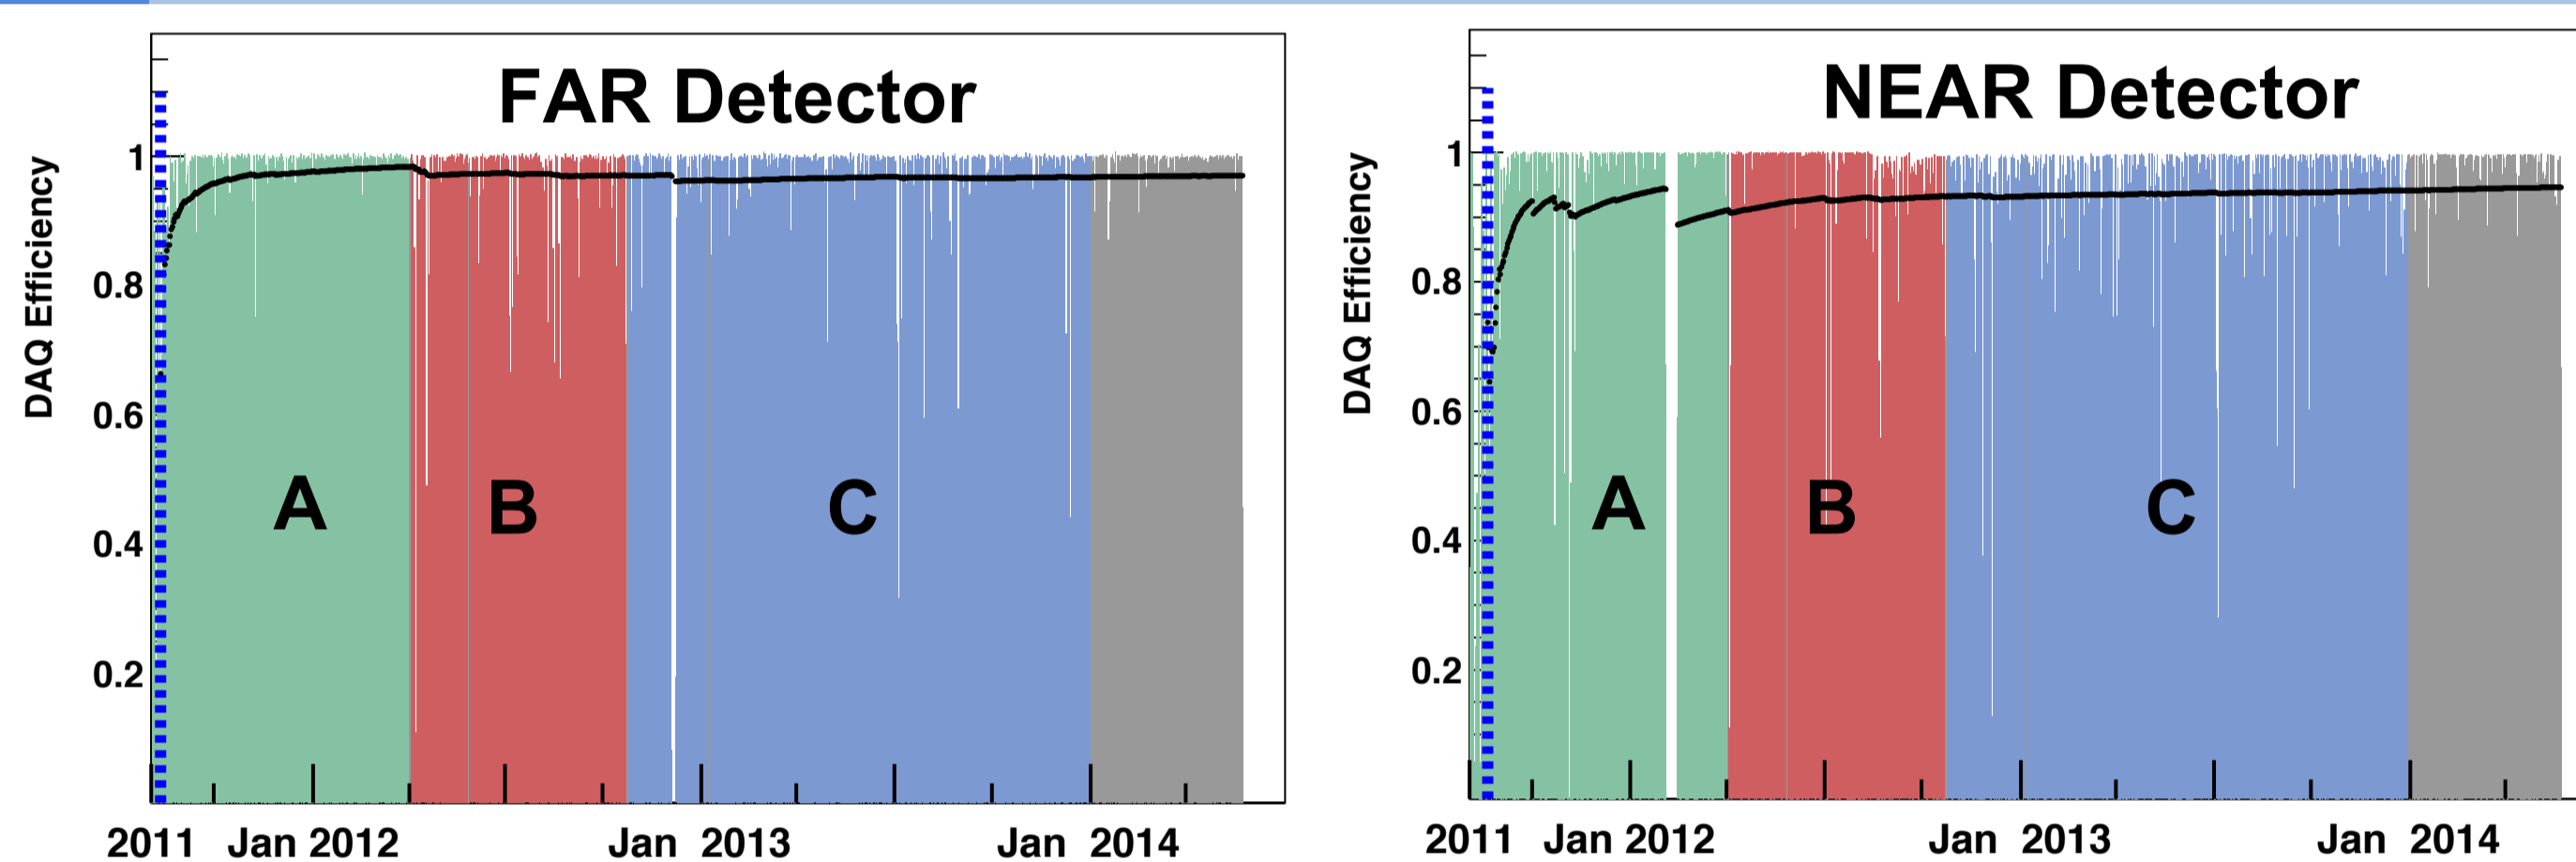 FAR Detector
DAQ Efficiency
1
0.8
0.6
0.4
0.2
A
B
C
2011 Jan 2012 Jan 2013 Jan 2014
NEAR Detector
DAQ Efficiency
1
0.8
0.6
0.4
0.2
A
B
C
2011 Jan 2012 Jan 2013 Jan 2014